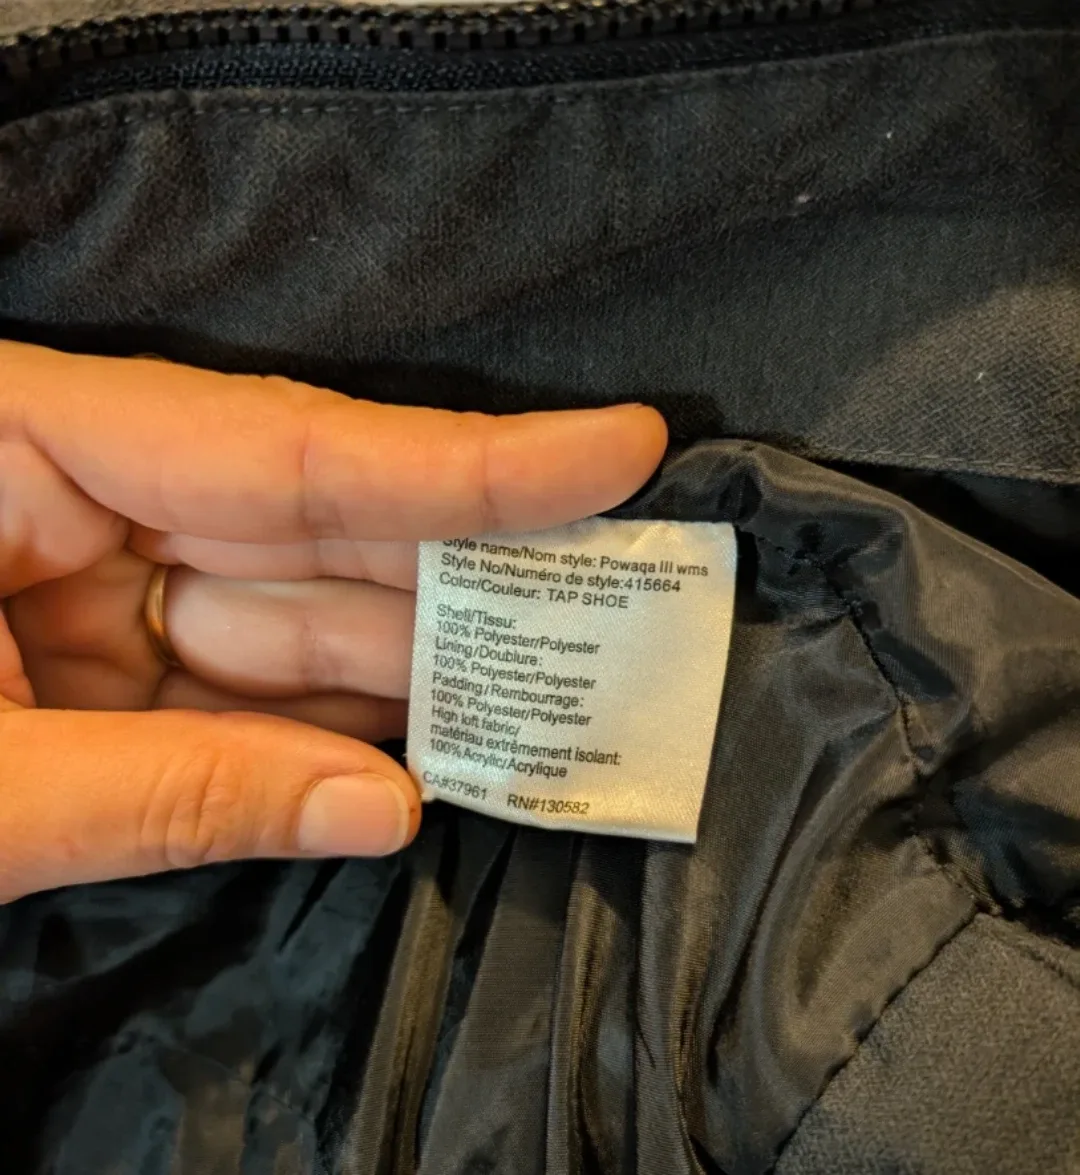 Style name/Nom style: Powaqa III wms
Style No/Numéro de style:415664
Color/Couleur: TAP SHOE
Shell/Tissu:
100% Polyester/Polyester
Lining/Doublure:
100% Polyester/Polyester
Padding/Rembourrage:
100% Polyester/Polyester
High loft fabric/
matériau extrêmement isolant:
100% Acrylic/Acrylique
CA#37961 RN#130582